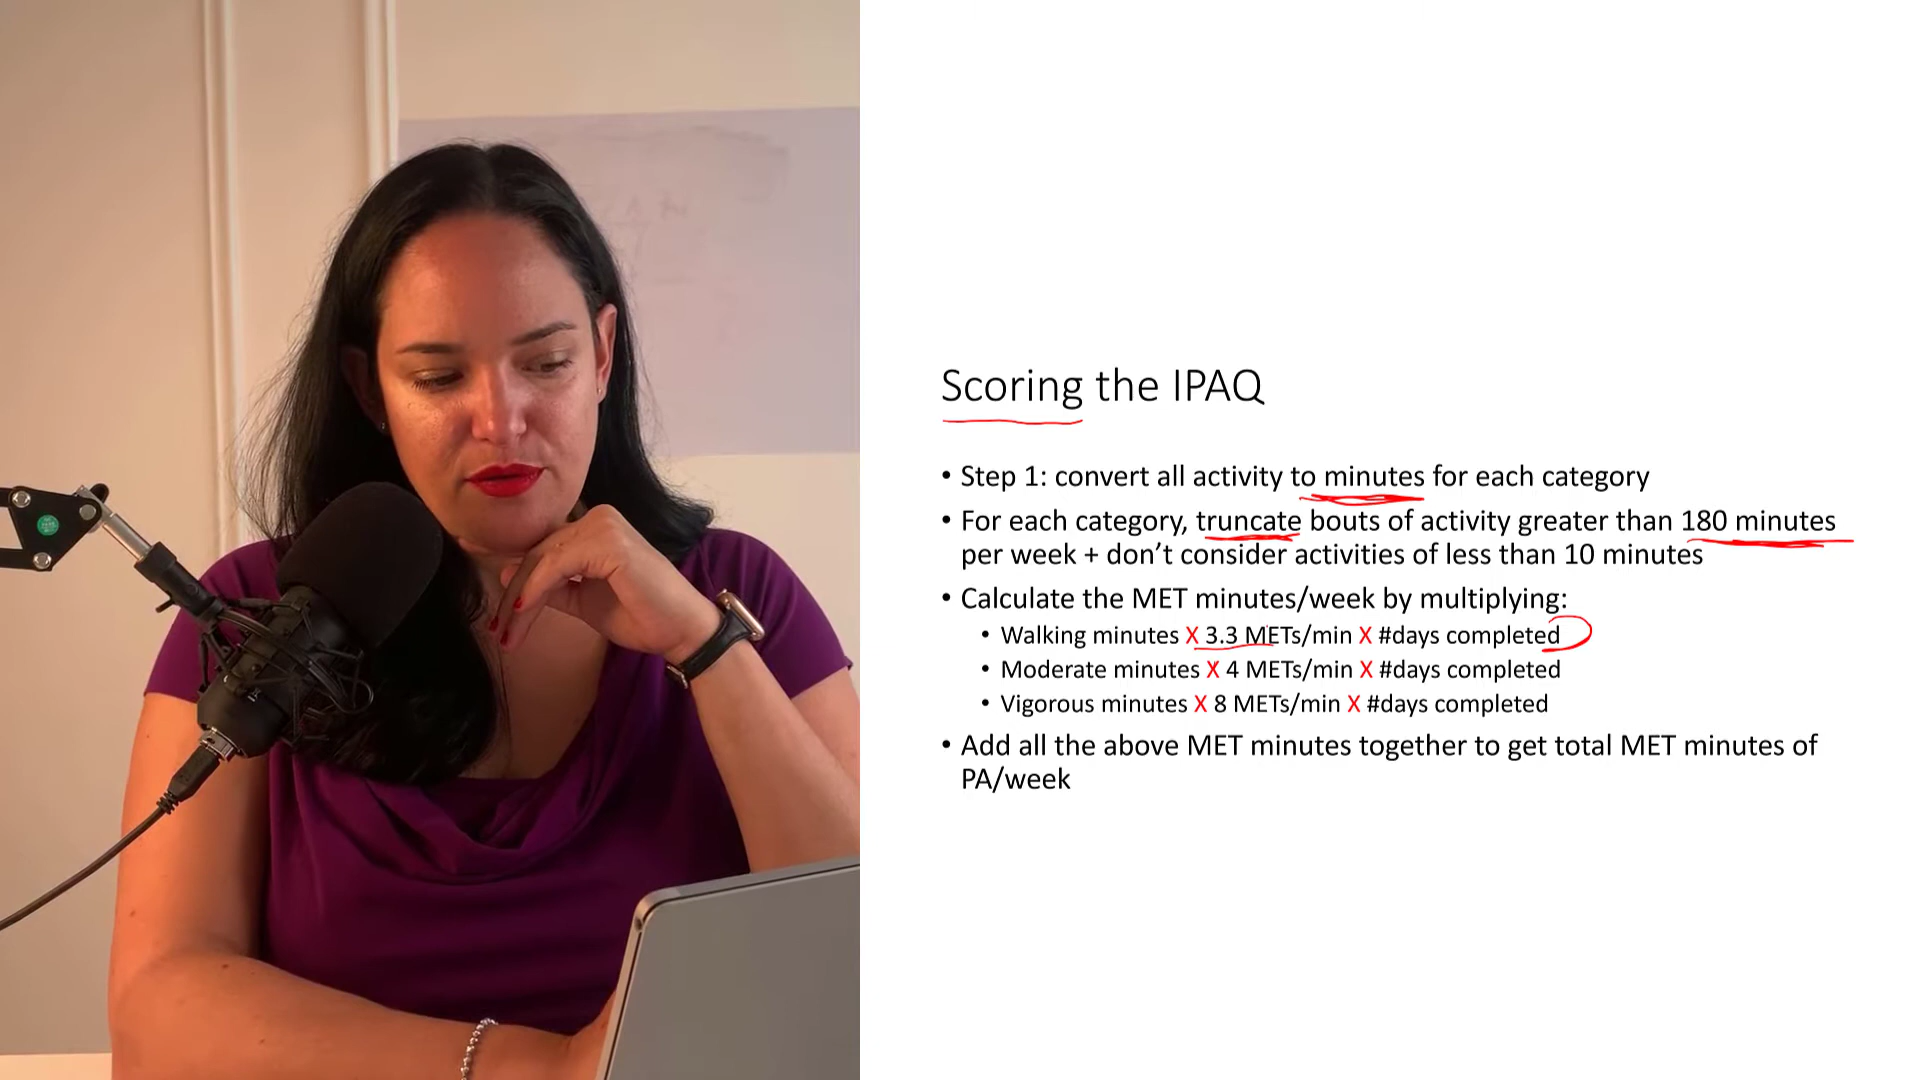 Scoring the IPAQ
• Step 1: convert all activity to minutes for each category
• For each category, truncate bouts of activity greater than 180 minutes
per week + don’t consider activities of less than 10 minutes
• Calculate the MET minutes/week by multiplying:
• Walking minutes X 3.3 METs/min X #days completed
• Moderate minutes X 4 METs/min X #days completed
• Vigorous minutes X 8 METs/min X #days completed
• Add all the above MET minutes together to get total MET minutes of
PA/week